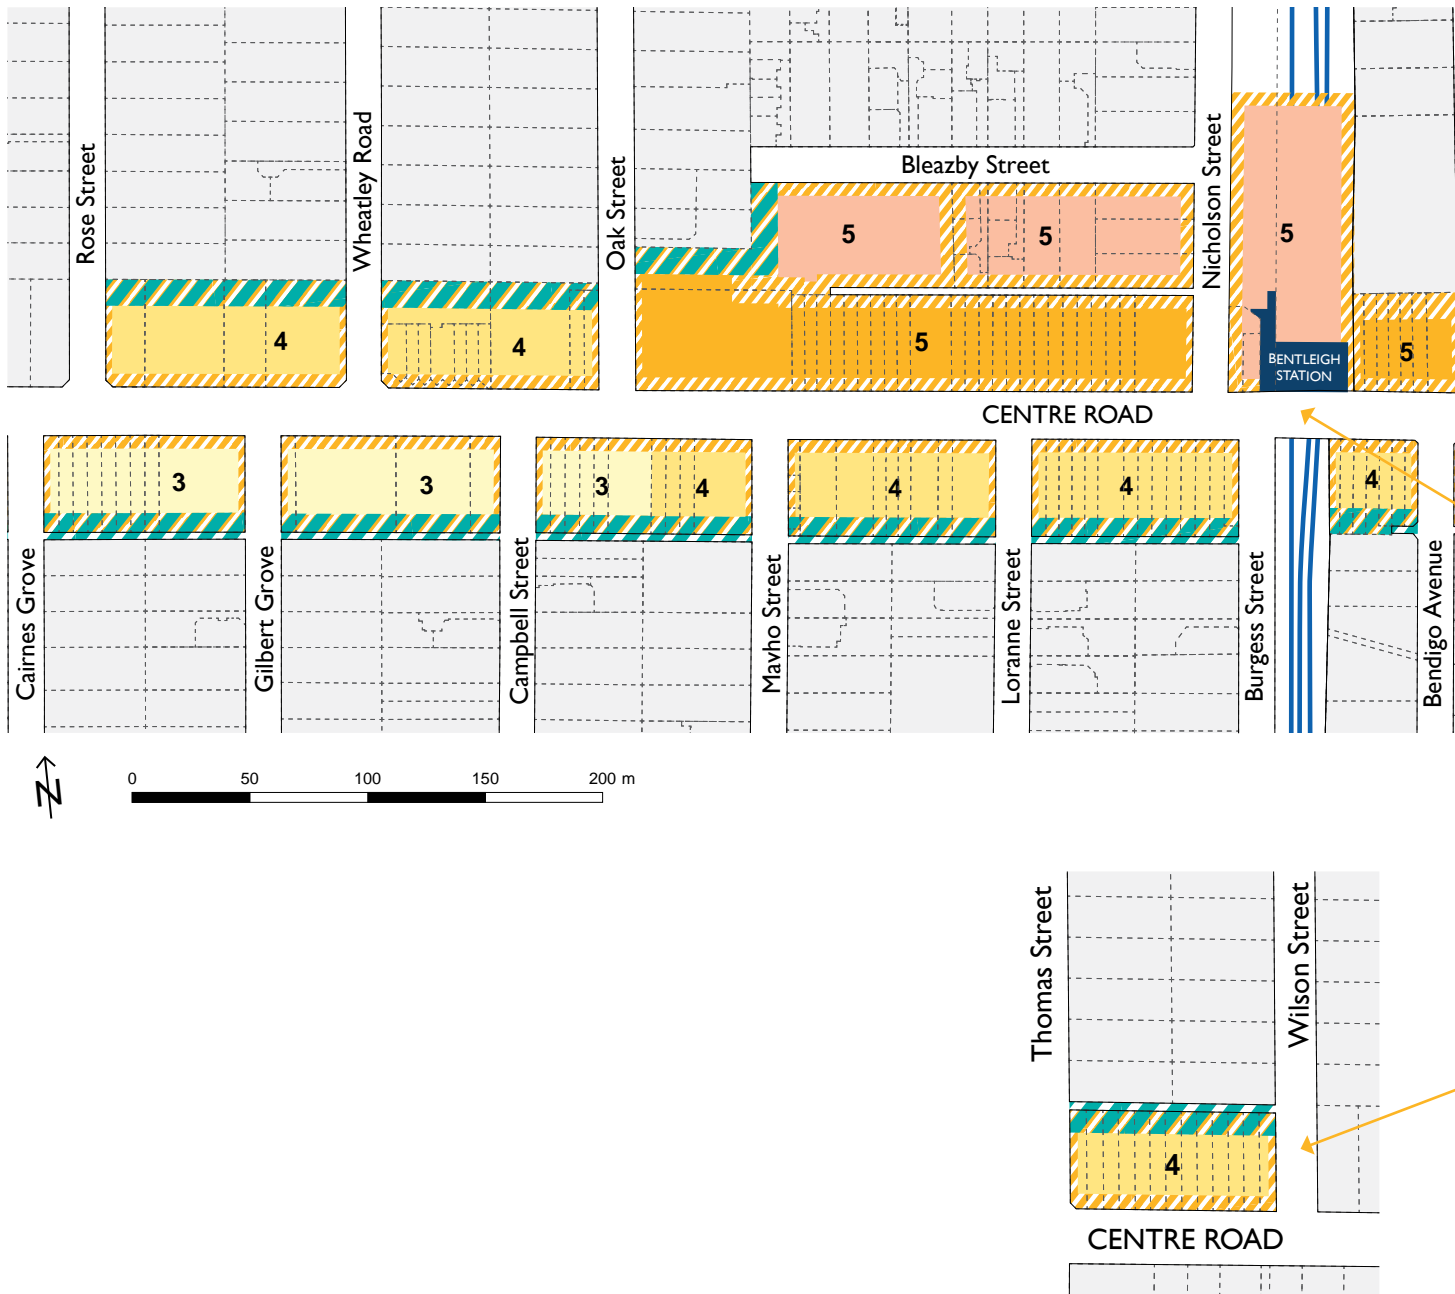 Rose Street
Wheatley Road
Oak Street
Bleazby Street
Nicholson Street
5
5
5
4
4
5
5
BENTLEIGH
STATION
CENTRE ROAD
3
3
3
4
4
4
4
Cairnes Grove
Gilbert Grove
Campbell Street
Mavho Street
Loranne Street
Burgess Street
Bendigo Avenue
N
0 50 100 150 200 m
Thomas Street
Wilson Street
4
CENTRE ROAD